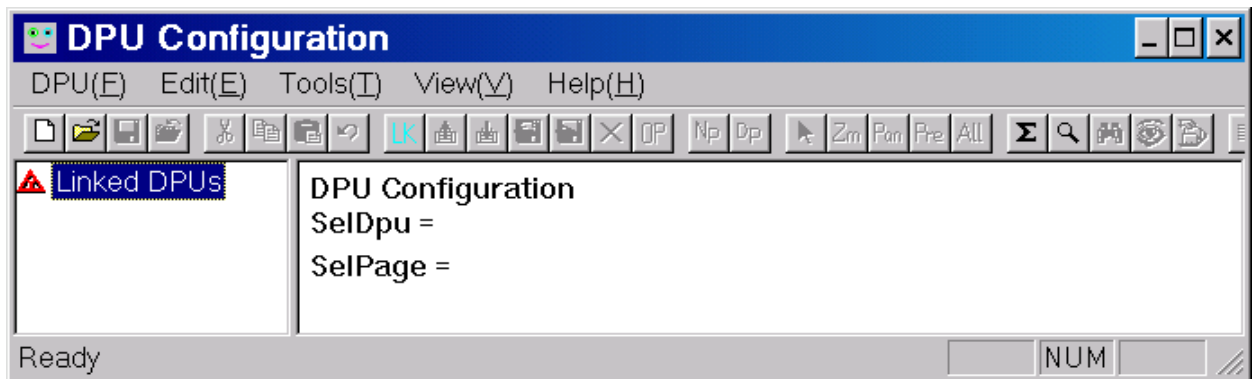 DPU Configuration
DPU(F) Edit(E) Tools(T) View(V) Help(H)
LK OP Np Dp Zm Pan Pre All Σ
Linked DPUs
DPU Configuration
SelDpu =
SelPage =
Ready NUM